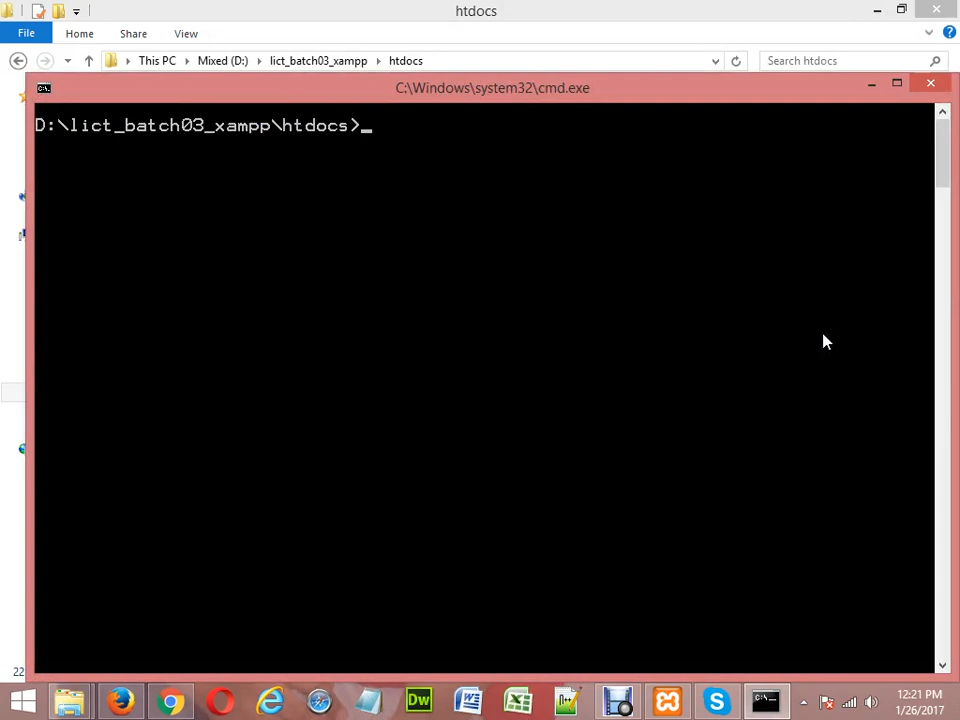 htdocs
File Home Share View
This PC Mixed (D:) lict_batch03_xampp htdocs
Search htdocs
C:\Windows\system32\cmd.exe
D:\lict_batch03_xampp\htdocs>_
22
12:21 PM
1/26/2017